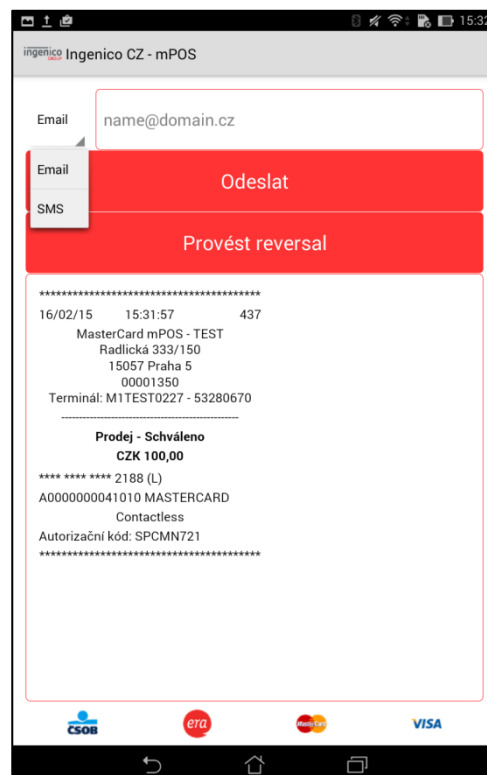 15:32
ingenico GROUP Ingenico CZ - mPOS
Email name@domain.cz
Email
SMS
Odeslat
Provést reversal
****************************************
16/02/15 15:31:57 437
MasterCard mPOS - TEST
Radlická 333/150
15057 Praha 5
00001350
Terminál: M1TEST0227 - 53280670
--------------------------------------------------
Prodej - Schváleno
CZK 100,00
**** **** **** 2188 (L)
A0000000041010 MASTERCARD
Contactless
Autorizační kód: SPCMN721
****************************************
ČSOB era MasterCard VISA